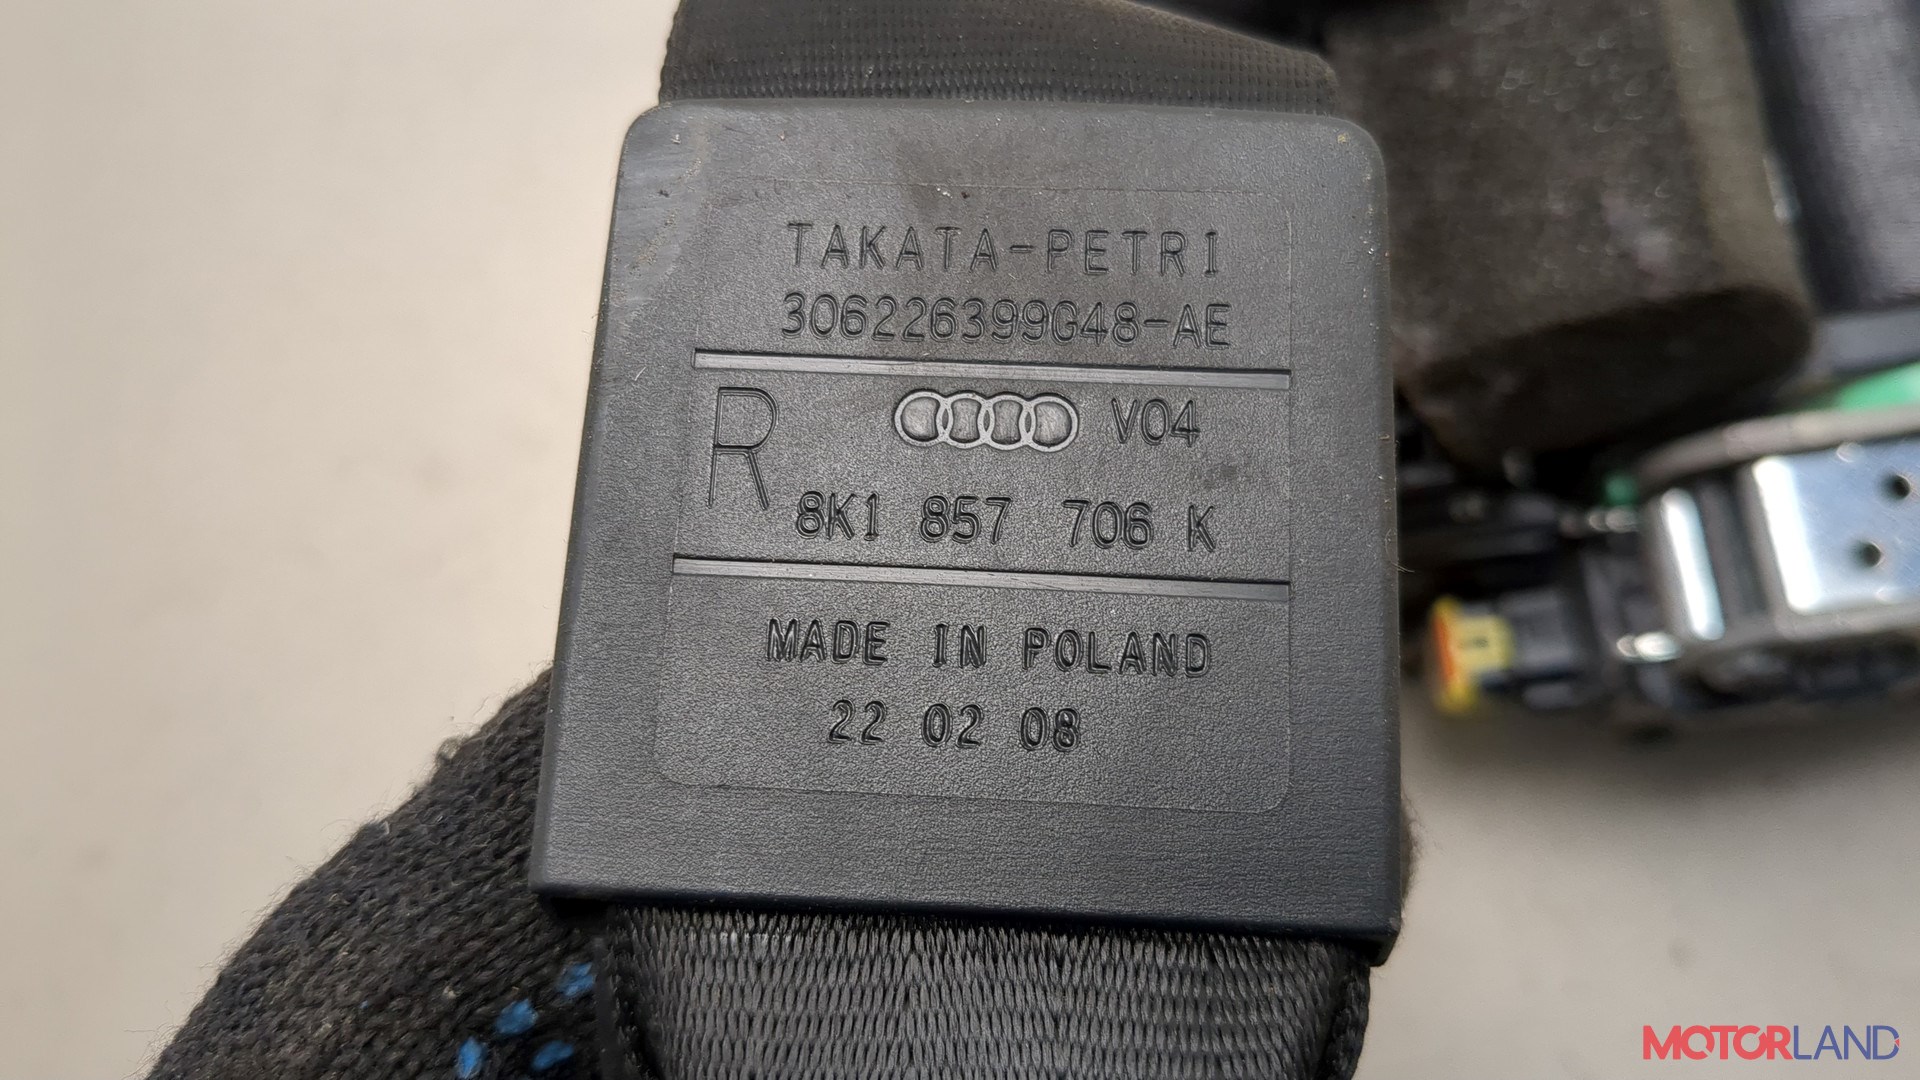 TAKATA-PETRI
306226399G48-AE
R
V04
8K1 857 706 K
MADE IN POLAND
22 02 08
MOTORLAND